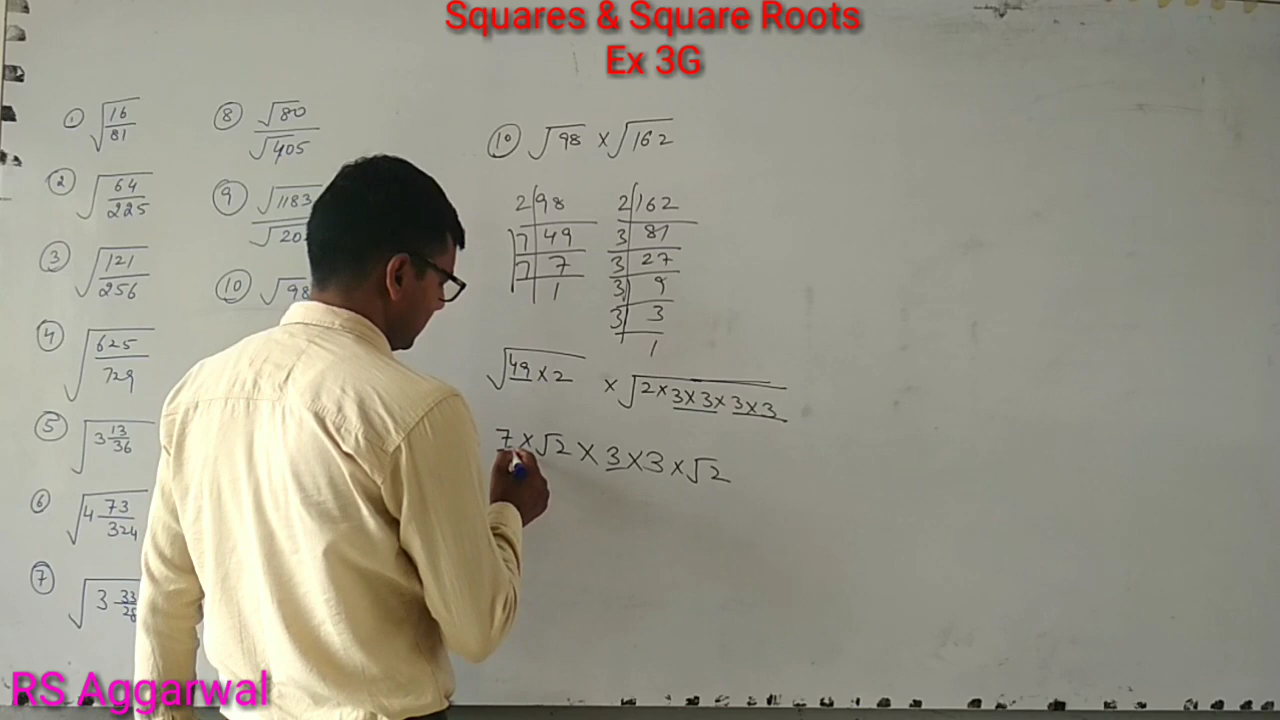 Squares & Square Roots
Ex 3G
① √16/81
② √64/225
③ √121/256
④ √625/729
⑤ √3 13/36
⑥ √4 73/324
⑦ √3 33/
⑧ √80/√405
⑨ √1183/
⑩ √98
⑩ √98 × √162
2|98
7|49
7|7
1
2|162
3|81
3|27
3|9
3|3
1
√49×2 × √2×3×3×3×3
7×√2×3×3×√2
RS Aggarwal